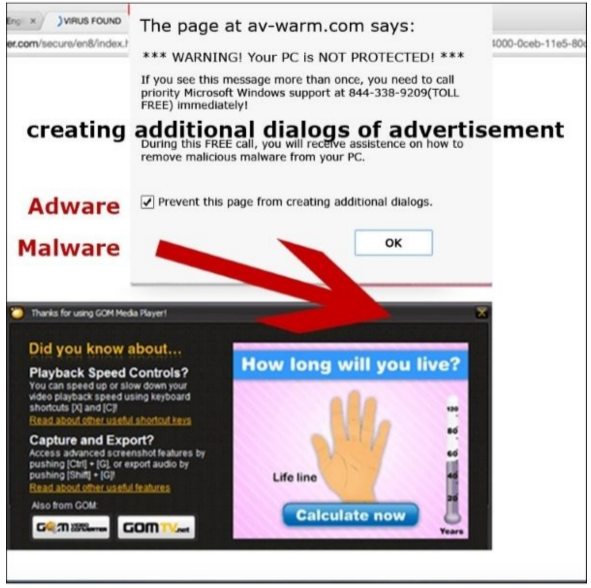 Engl
VIRUS FOUND
er.com/secure/en8/index.h
4000-0ceb-11e5-80
The page at av-warm.com says:
*** WARNING! Your PC is NOT PROTECTED! ***
If you see this message more than once, you need to call
priority Microsoft Windows support at 844-338-9209(TOLL
FREE) immediately!
creating additional dialogs of advertisement
During this FREE call, you will receive assistance on how to
remove malicious malware from your PC.
Adware
Prevent this page from creating additional dialogs.
Malware
OK
Thanks for using GOM Media Player!
Did you know about...
Playback Speed Controls?
You can speed up or slow down your
video playback speed using keyboard
shortcuts [X] and [C]!
Read about other useful shortcut keys
Capture and Export?
Access advanced screenshot features by
pushing [Ctrl] + [G], or export audio by
pushing [Shift] + [G]!
Read about other useful features
Also from GOM:
GOM
GOMTV.net
How long will you live?
120
80
60
40
20
Life line
Calculate now
Years